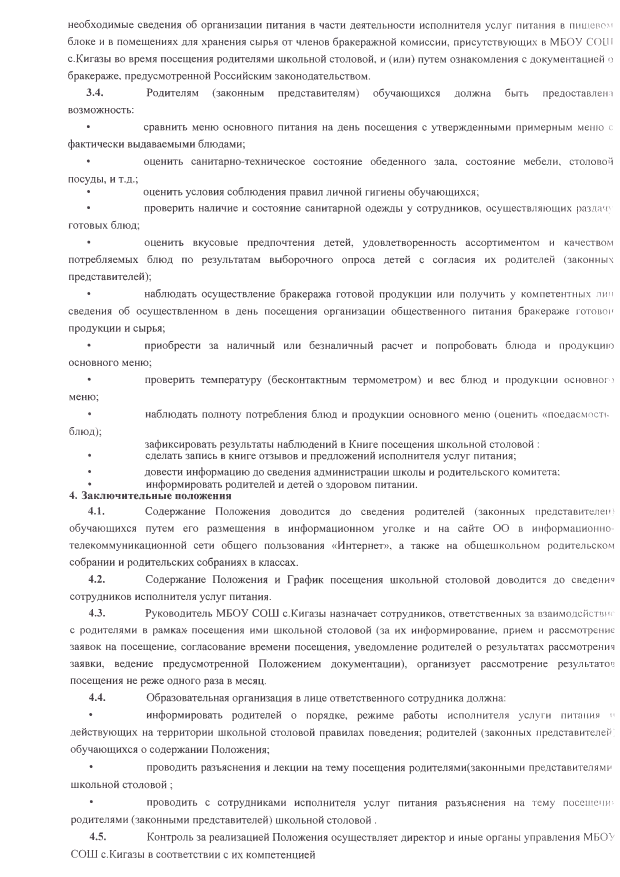 необходимые сведения об организации питания в части деятельности исполнителя услуг питания в пищевом
блоке и в помещениях для хранения сырья от членов бракеражной комиссии, присутствующих в МБОУ СОШ
с.Кигазы во время посещения родителями школьной столовой, и (или) путем ознакомления с документацией о
бракераже, предусмотренной Российским законодательством.
3.4. Родителям (законным представителям) обучающихся должна быть предоставлена
возможность:
• сравнить меню основного питания на день посещения с утвержденными примерным меню с
фактически выдаваемыми блюдами;
• оценить санитарно-техническое состояние обеденного зала, состояние мебели, столовой
посуды, и т.д.;
• оценить условия соблюдения правил личной гигиены обучающихся;
• проверить наличие и состояние санитарной одежды у сотрудников, осуществляющих раздачу
готовых блюд;
• оценить вкусовые предпочтения детей, удовлетворенность ассортиментом и качеством
потребляемых блюд по результатам выборочного опроса детей с согласия их родителей (законных
представителей);
• наблюдать осуществление бракеража готовой продукции или получить у компетентных лиц
сведения об осуществленном в день посещения организации общественного питания бракераже готовой
продукции и сырья;
• приобрести за наличный или безналичный расчет и попробовать блюда и продукцию
основного меню;
• проверить температуру (бесконтактным термометром) и вес блюд и продукции основного
меню;
• наблюдать полноту потребления блюд и продукции основного меню (оценить «поедаемость
блюд);
зафиксировать результаты наблюдений в Книге посещения школьной столовой :
• сделать запись в книге отзывов и предложений исполнителя услуг питания;
• довести информацию до сведения администрации школы и родительского комитета;
• информировать родителей и детей о здоровом питании.
4. Заключительные положения
4.1. Содержание Положения доводится до сведения родителей (законных представителей)
обучающихся путем его размещения в информационном уголке и на сайте ОО в информационно-
телекоммуникационной сети общего пользования «Интернет», а также на общешкольном родительском
собрании и родительских собраниях в классах.
4.2. Содержание Положения и График посещения школьной столовой доводится до сведения
сотрудников исполнителя услуг питания.
4.3. Руководитель МБОУ СОШ с.Кигазы назначает сотрудников, ответственных за взаимодействие
с родителями в рамках посещения ими школьной столовой (за их информирование, прием и рассмотрение
заявок на посещение, согласование времени посещения, уведомление родителей о результатах рассмотрения
заявки, ведение предусмотренной Положением документации), организует рассмотрение результатов
посещения не реже одного раза в месяц.
4.4. Образовательная организация в лице ответственного сотрудника должна:
• информировать родителей о порядке, режиме работы исполнителя услуги питания и
действующих на территории школьной столовой правилах поведения; родителей (законных представителей)
обучающихся о содержании Положения;
• проводить разъяснения и лекции на тему посещения родителями(законными представителями
школьной столовой ;
• проводить с сотрудниками исполнителя услуг питания разъяснения на тему посещения
родителями (законными представителей) школьной столовой .
4.5. Контроль за реализацией Положения осуществляет директор и иные органы управления МБОУ
СОШ с.Кигазы в соответствии с их компетенцией